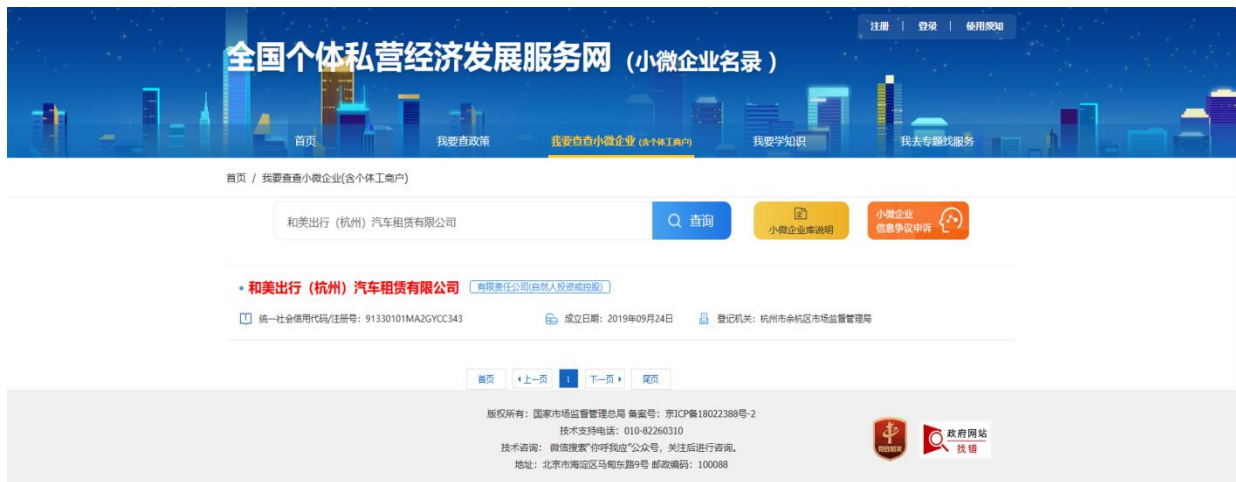 注册 | 登录 | 使用须知
全国个体私营经济发展服务网（小微企业名录）
首页 我要查政策 我要查查小微企业 (含个体工商户) 我要学知识 我去专题找服务
首页 / 我要查查小微企业(含个体工商户)
和美出行（杭州）汽车租赁有限公司 查询
小微企业库说明
小微企业
信息争议申诉
和美出行（杭州）汽车租赁有限公司 有限责任公司(自然人投资或控股)
统一社会信用代码/注册号：91330101MA2GYCC343 成立日期：2019年09月24日 登记机关：杭州市余杭区市场监督管理局
首页 上一页 1 下一页 尾页
版权所有：国家市场监督管理总局 备案号：京ICP备18022388号-2
技术支持电话：010-82260310
技术咨询： 微信搜索“你呼我应”公众号，关注后进行咨询。
地址：北京市海淀区马甸东路9号 邮政编码：100088
党政机关
政府网站
找错